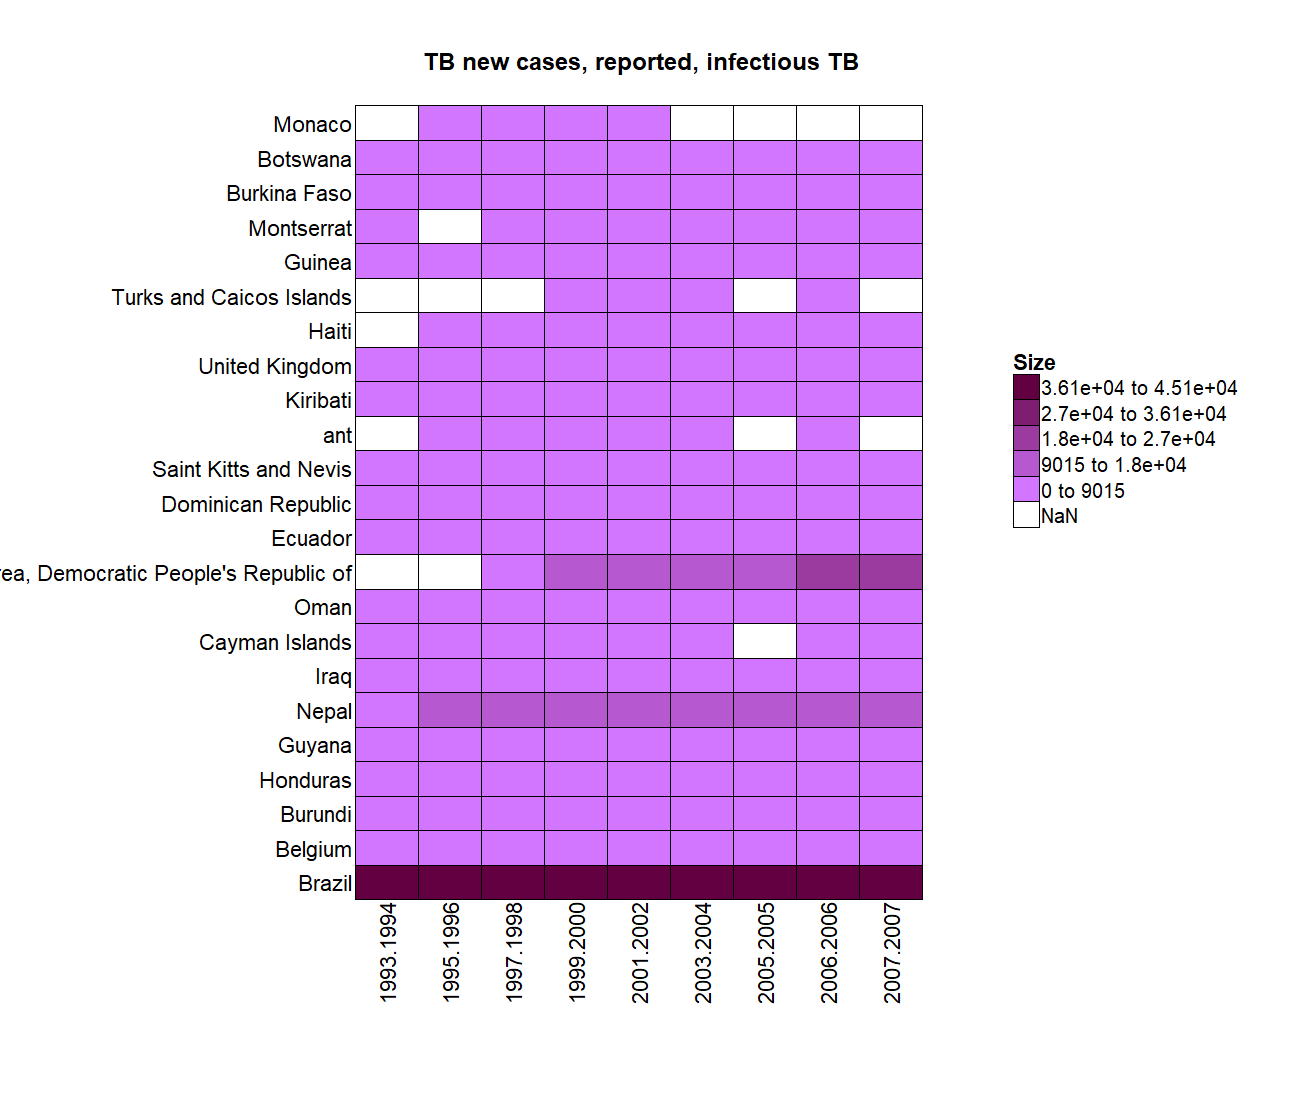 TB new cases, reported, infectious TB
Monaco
Botswana
Burkina Faso
Montserrat
Guinea
Turks and Caicos Islands
Haiti
United Kingdom
Kiribati
ant
Saint Kitts and Nevis
Dominican Republic
Ecuador
rea, Democratic People's Republic of
Oman
Cayman Islands
Iraq
Nepal
Guyana
Honduras
Burundi
Belgium
Brazil
1993.1994
1995.1996
1997.1998
1999.2000
2001.2002
2003.2004
2005.2005
2006.2006
2007.2007
Size
3.61e+04 to 4.51e+04
2.7e+04 to 3.61e+04
1.8e+04 to 2.7e+04
9015 to 1.8e+04
0 to 9015
NaN